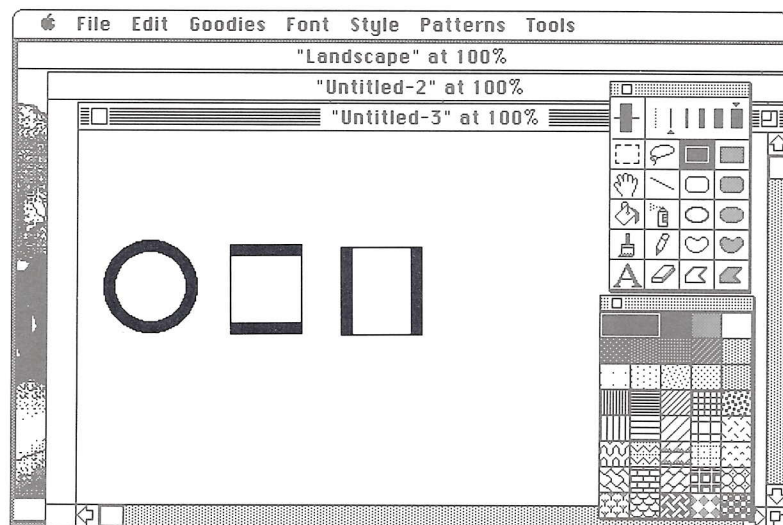 File Edit Goodies Font Style Patterns Tools
"Landscape" at 100%
"Untitled-2" at 100%
"Untitled-3" at 100%
A